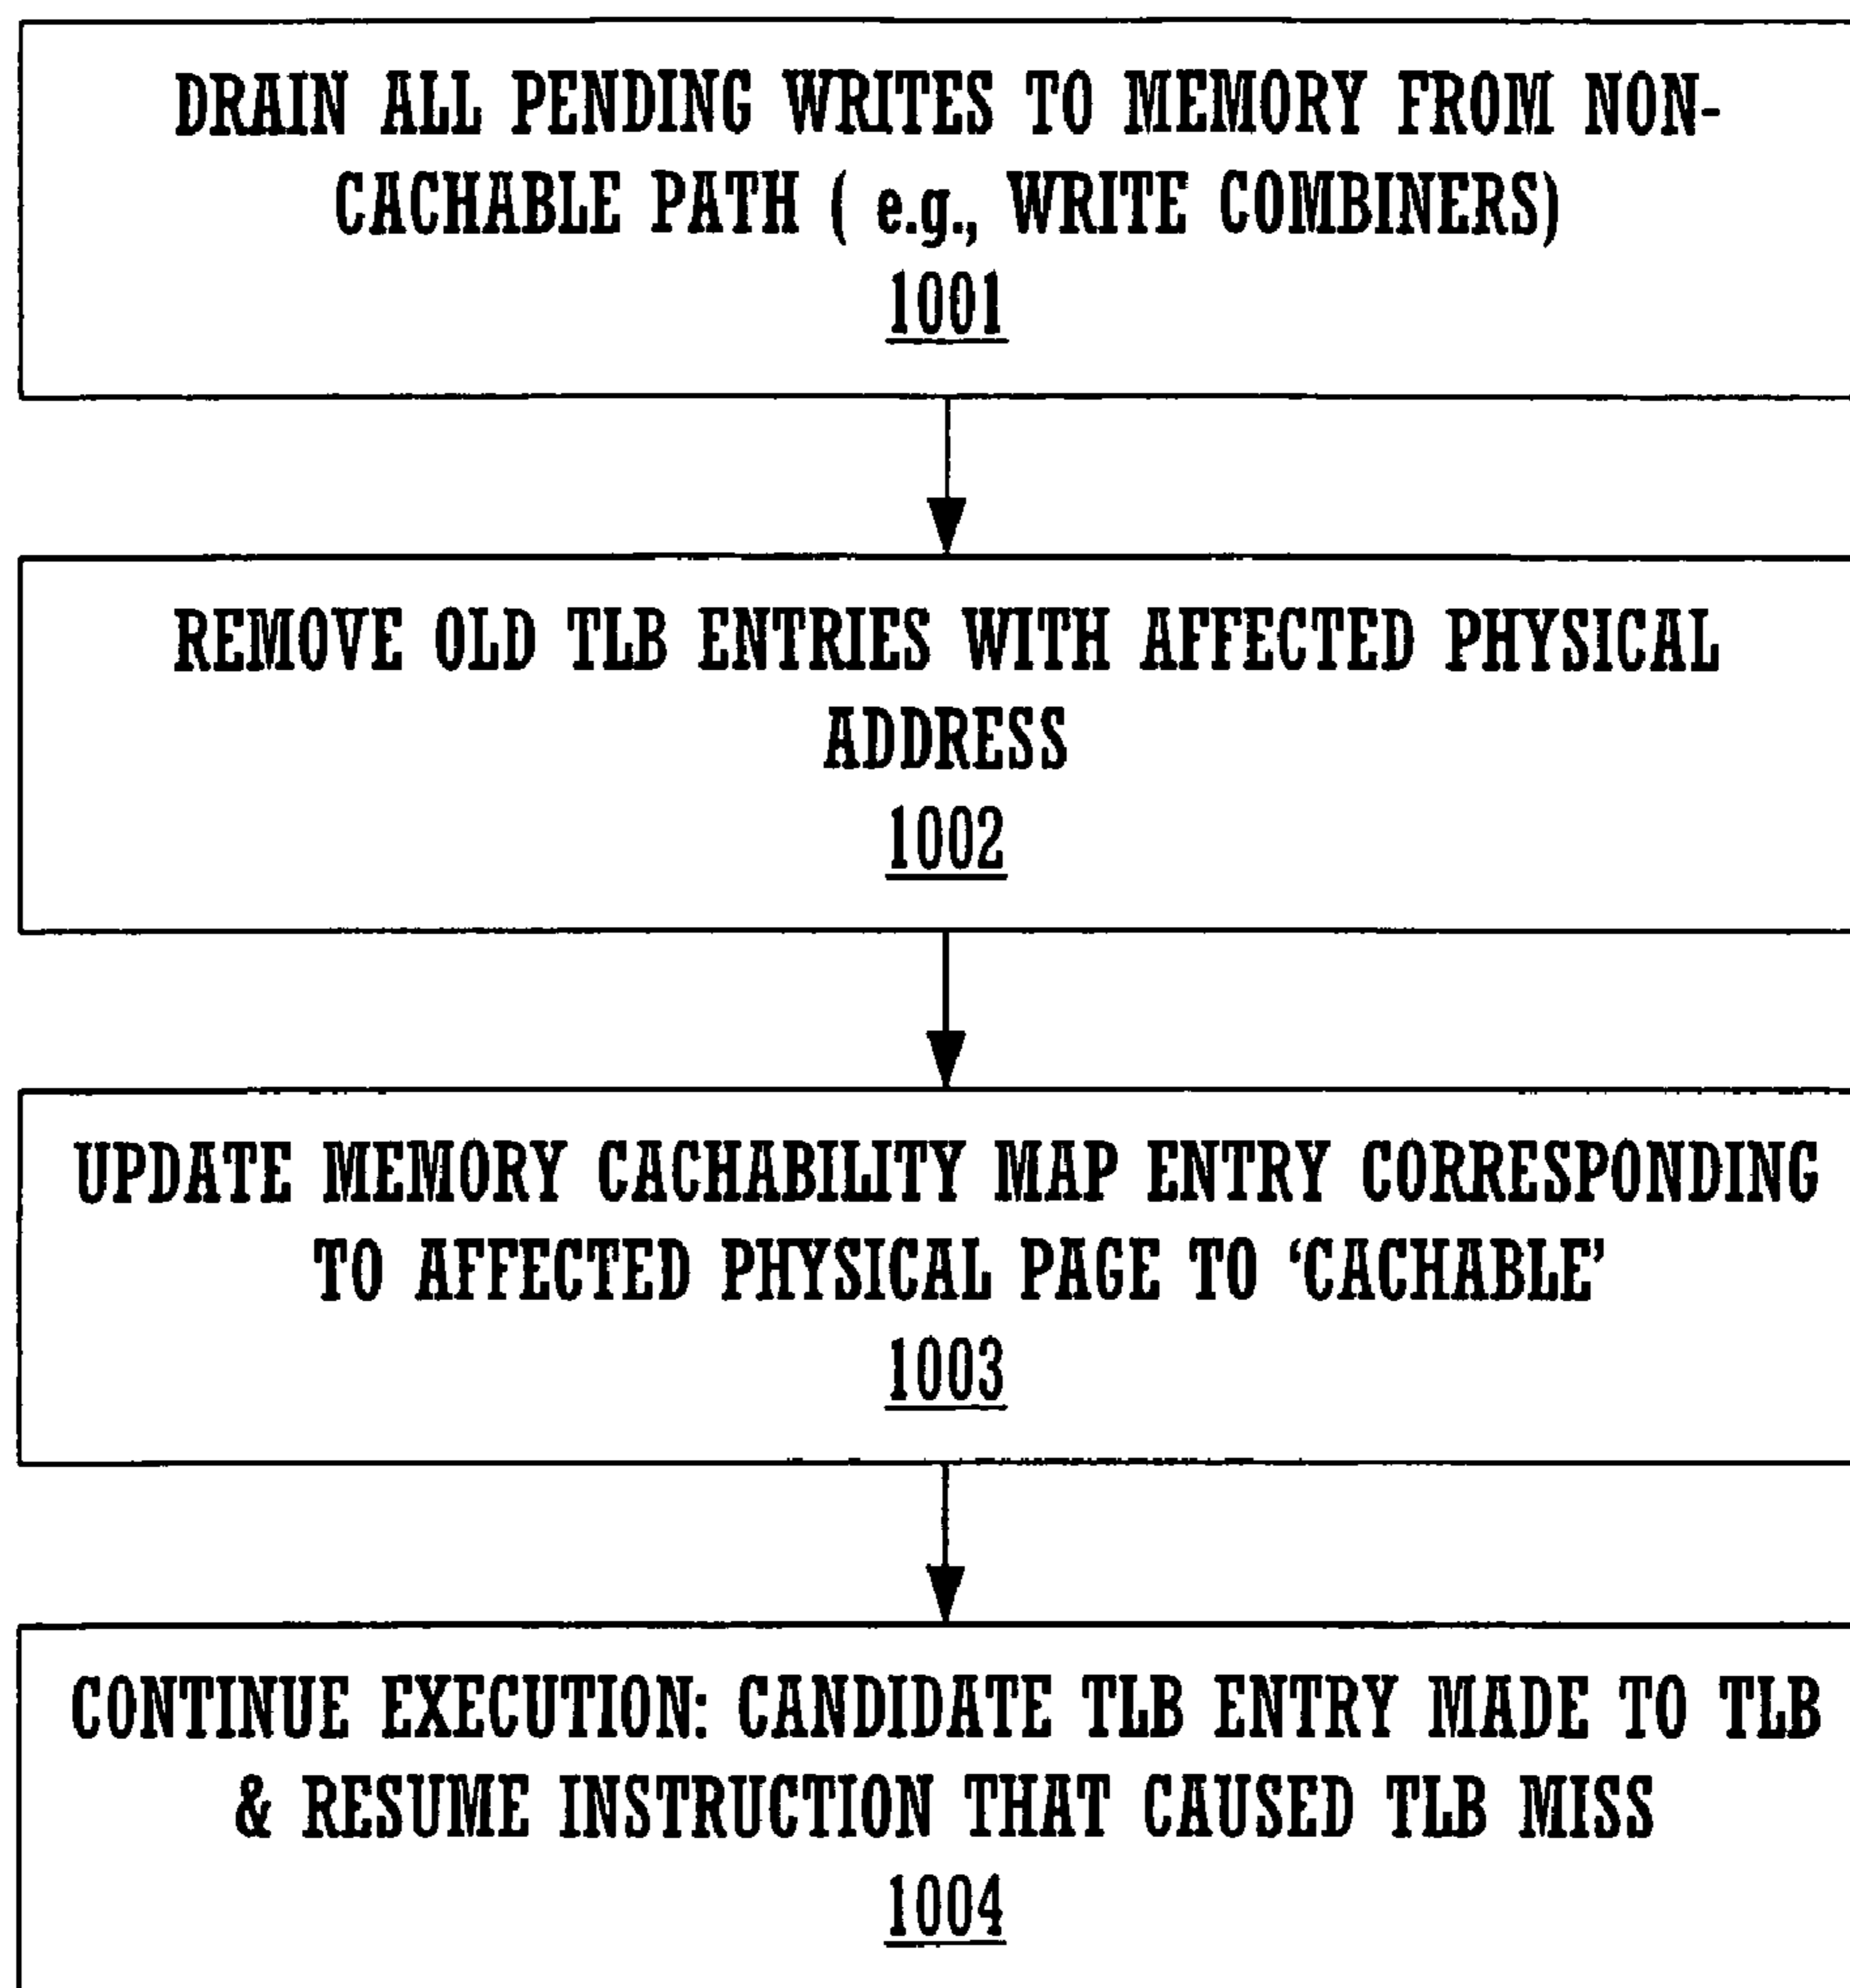 DRAIN ALL PENDING WRITES TO MEMORY FROM NON-
CACHABLE PATH ( e.g., WRITE COMBINERS)
1001
REMOVE OLD TLB ENTRIES WITH AFFECTED PHYSICAL
ADDRESS
1002
UPDATE MEMORY CACHABILITY MAP ENTRY CORRESPONDING
TO AFFECTED PHYSICAL PAGE TO ‘CACHABLE’
1003
CONTINUE EXECUTION: CANDIDATE TLB ENTRY MADE TO TLB
& RESUME INSTRUCTION THAT CAUSED TLB MISS
1004